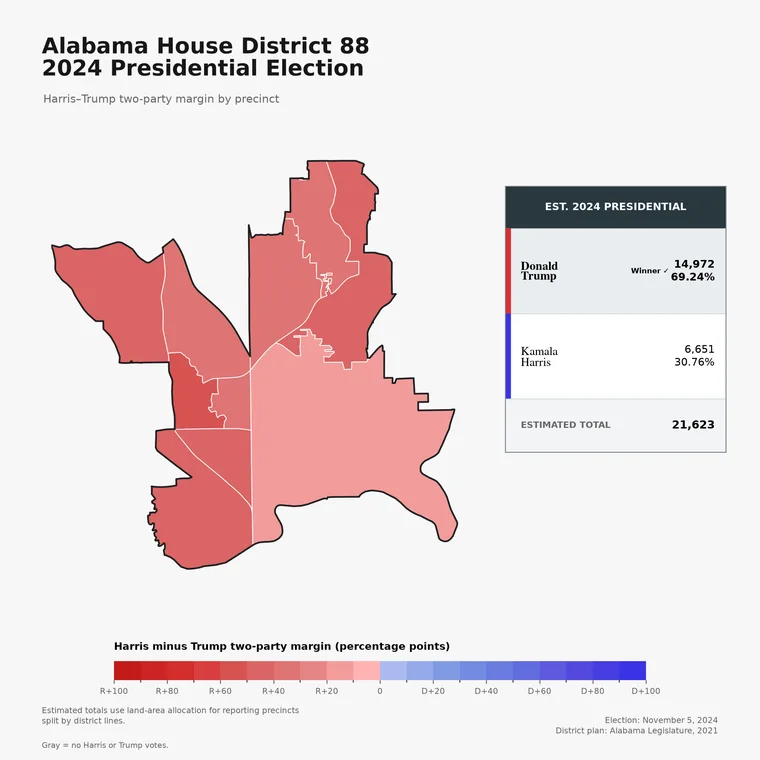 Alabama House District 88
2024 Presidential Election
Harris–Trump two-party margin by precinct
EST. 2024 PRESIDENTIAL
Donald
Trump
Winner ✓
14,972
69.24%
Kamala
Harris
6,651
30.76%
ESTIMATED TOTAL
21,623
Harris minus Trump two-party margin (percentage points)
R+100 R+80 R+60 R+40 R+20 0 D+20 D+40 D+60 D+80 D+100
Estimated totals use land-area allocation for reporting precincts
split by district lines.
Gray = no Harris or Trump votes.
Election: November 5, 2024
District plan: Alabama Legislature, 2021